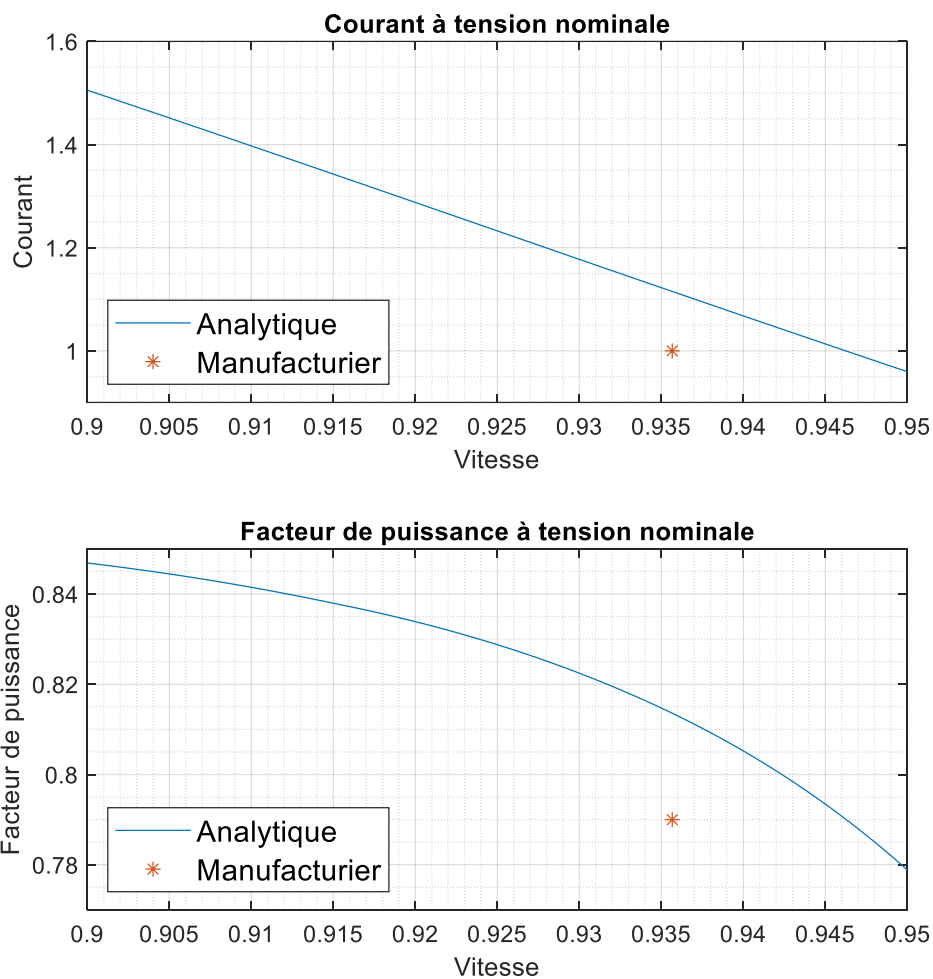 Courant à tension nominale
1.6
1.4
1.2
1
Courant
Analytique
Manufacturier
0.9 0.905 0.91 0.915 0.92 0.925 0.93 0.935 0.94 0.945 0.95
Vitesse
Facteur de puissance à tension nominale
0.84
0.82
0.8
0.78
Facteur de puissance
Analytique
Manufacturier
0.9 0.905 0.91 0.915 0.92 0.925 0.93 0.935 0.94 0.945 0.95
Vitesse